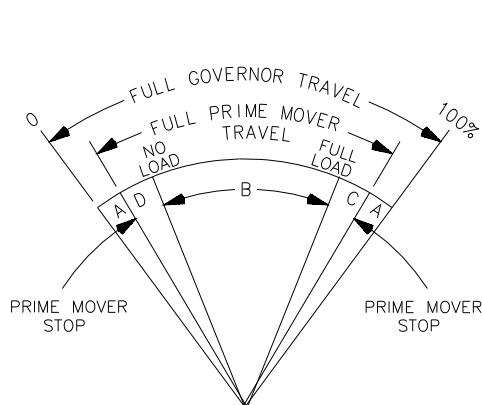 FULL GOVERNOR TRAVEL
0
100%
FULL PRIME MOVER
TRAVEL
NO
LOAD
FULL
LOAD
A
D
B
C
A
PRIME MOVER
STOP
PRIME MOVER
STOP